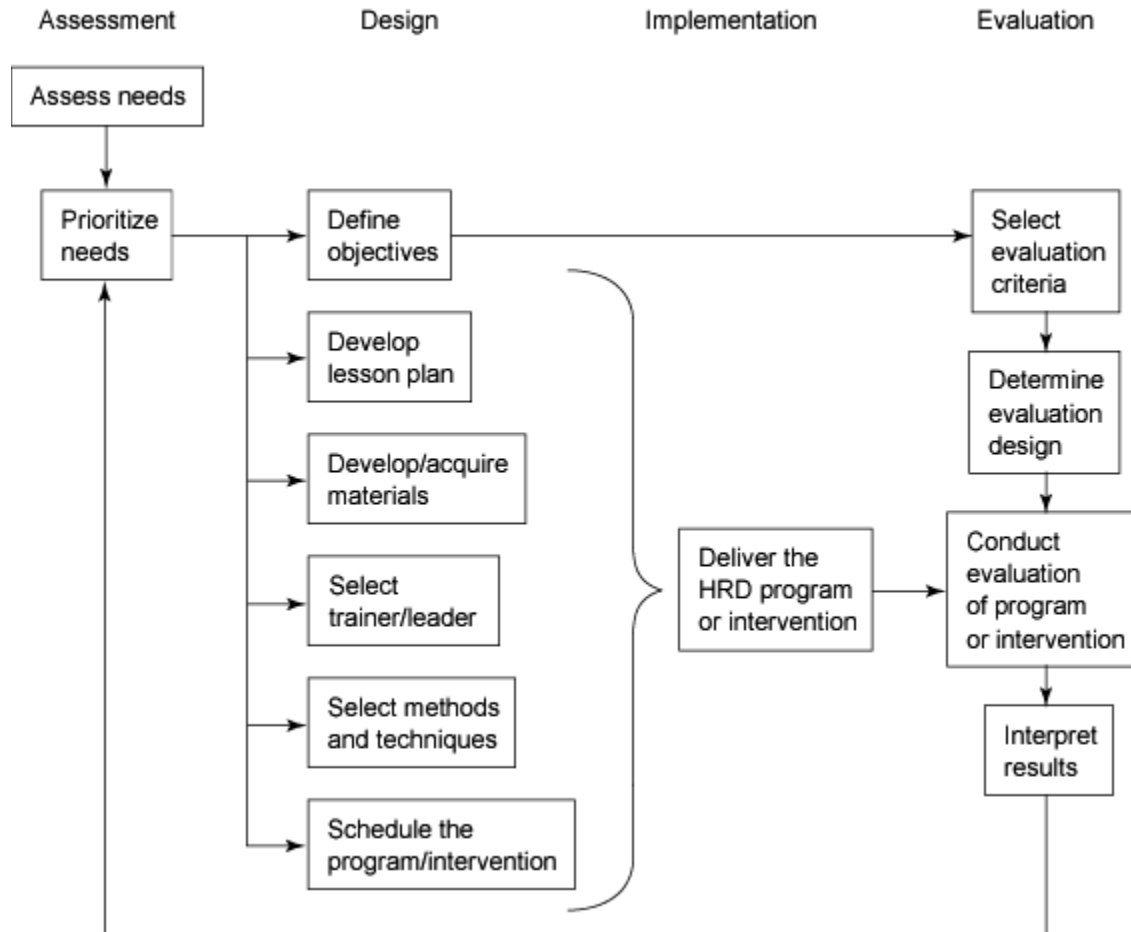 Assessment
Design
Implementation
Evaluation
Assess needs
Prioritize
needs
Define
objectives
Develop
lesson plan
Develop/acquire
materials
Select
trainer/leader
Select methods
and techniques
Schedule the
program/intervention
Deliver the
HRD program
or intervention
Select
evaluation
criteria
Determine
evaluation
design
Conduct
evaluation
of program
or intervention
Interpret
results